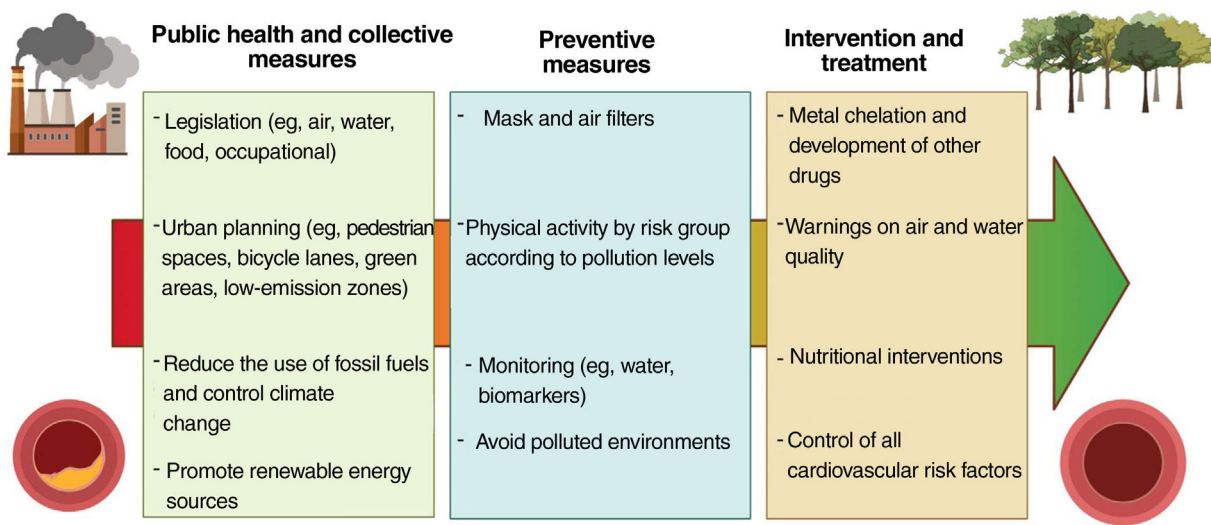 Public health and collective
measures
- Legislation (eg, air, water,
food, occupational)
- Urban planning (eg, pedestrian
spaces, bicycle lanes, green
areas, low-emission zones)
- Reduce the use of fossil fuels
and control climate
change
- Promote renewable energy
sources
Preventive
measures
- Mask and air filters
- Physical activity by risk group
according to pollution levels
- Monitoring (eg, water,
biomarkers)
- Avoid polluted environments
Intervention and
treatment
- Metal chelation and
development of other
drugs
- Warnings on air and water
quality
- Nutritional interventions
- Control of all
cardiovascular risk factors